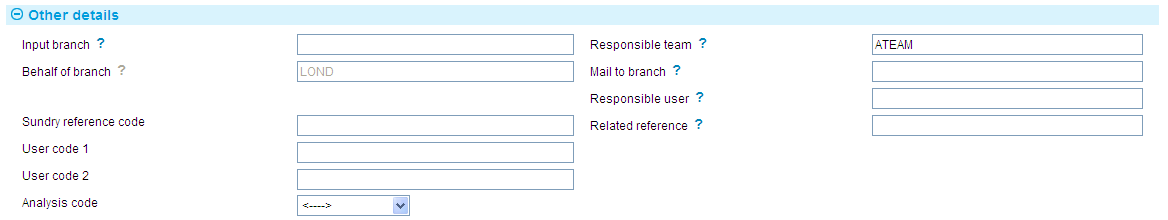 Other details
Input branch ?
Responsible team ? ATEAM
Behalf of branch ? LOND
Mail to branch ?
Responsible user ?
Sundry reference code
Related reference ?
User code 1
User code 2
Analysis code <---->